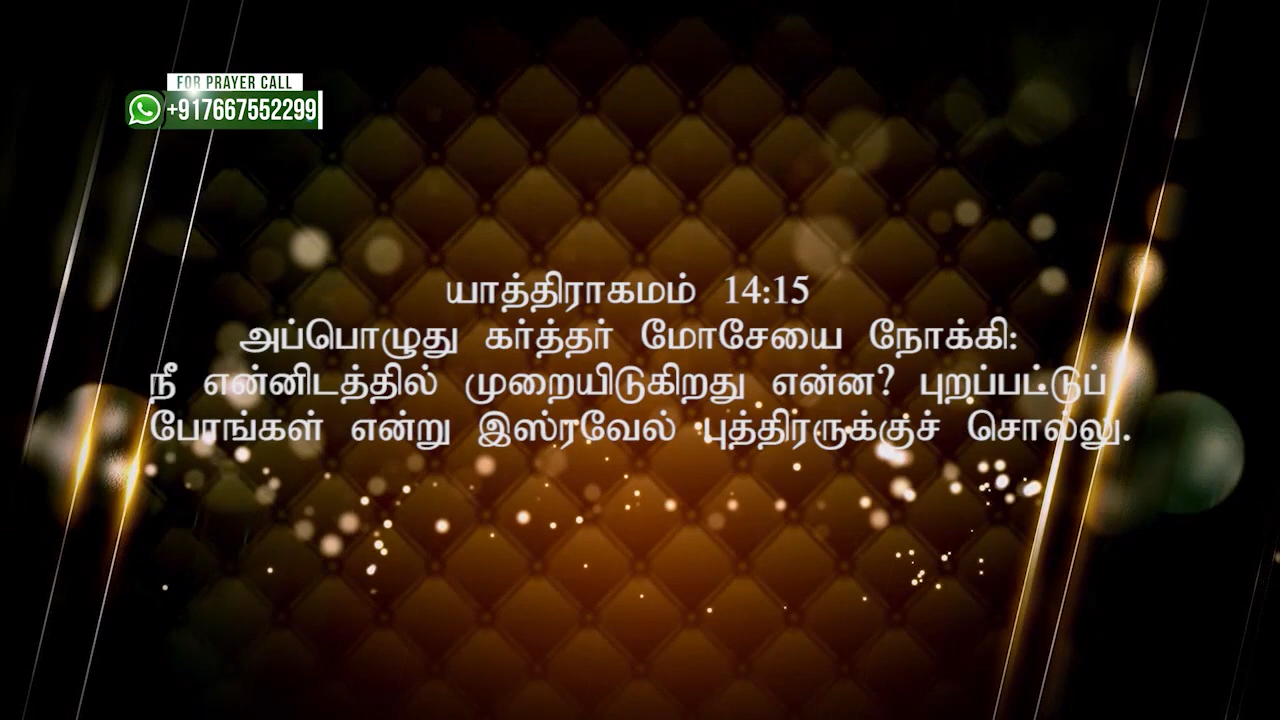 FOR PRAYER CALL
+917667552299
யாத்திராகமம் 14:15
அப்பொழுது கர்த்தர் மோசேயை நோக்கி:
நீ என்னிடத்தில் முறையிடுகிறது என்ன? புறப்பட்டுப்
போங்கள் என்று இஸ்ரவேல் புத்திரருக்குச் சொல்லு.